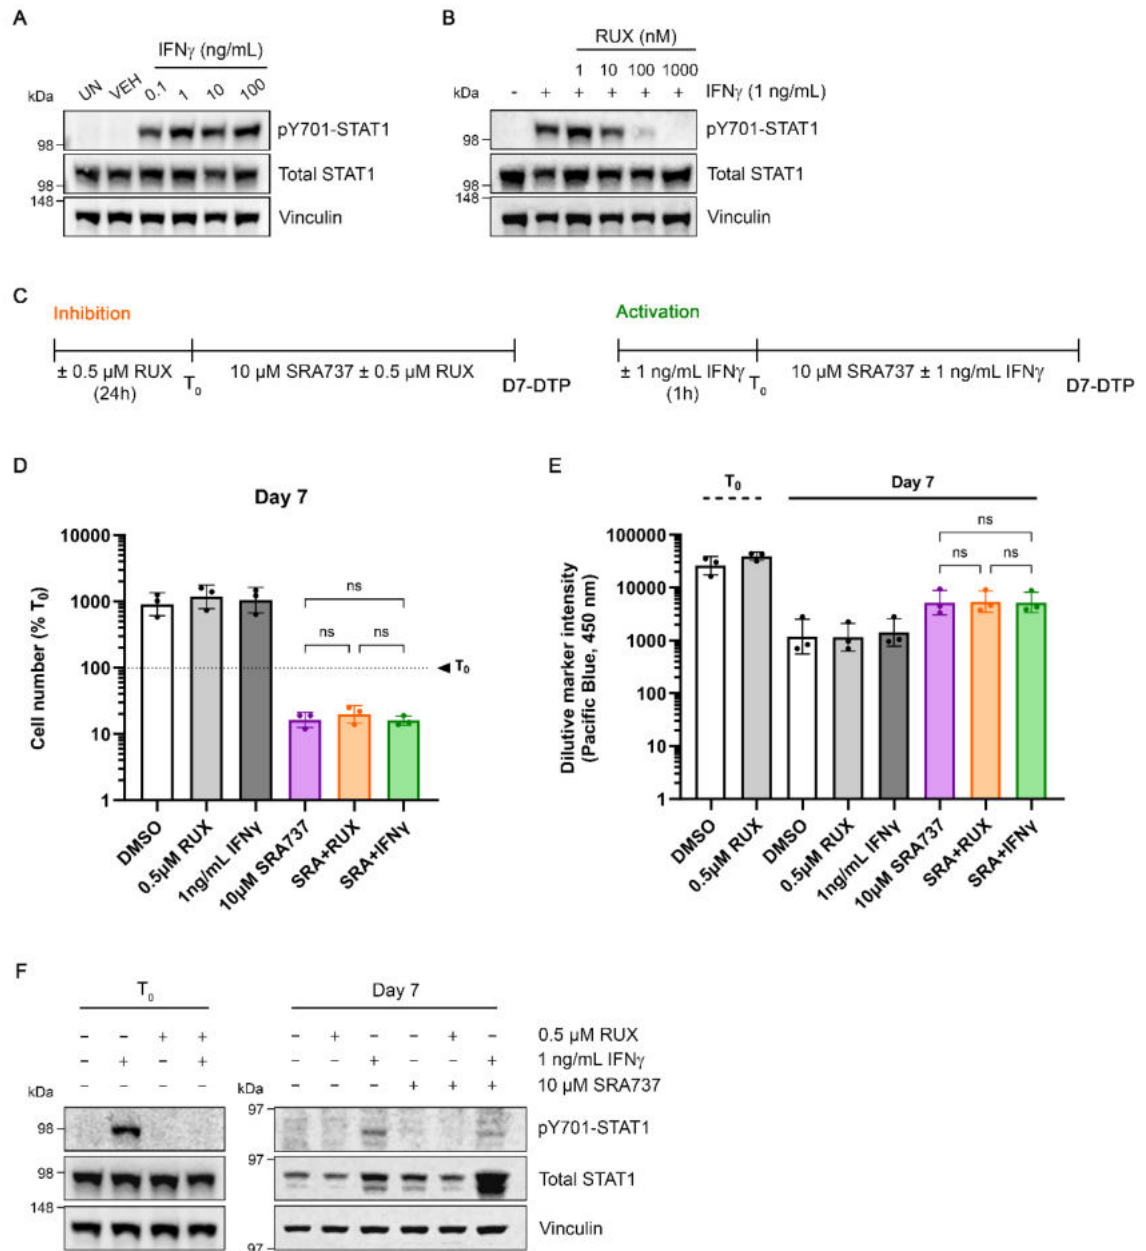 A
IFNγ (ng/mL)
UN VEH 0.1 1 10 100
kDa
pY701-STAT1
98
Total STAT1
98
148
Vinculin
B
RUX (nM)
1 10 100 1000
kDa
- + + + + + IFNγ (1 ng/mL)
pY701-STAT1
98
Total STAT1
98
148
Vinculin
C
Inhibition
± 0.5 µM RUX
(24h)
T0
10 µM SRA737 ± 0.5 µM RUX
D7-DTP
Activation
± 1 ng/mL IFNγ
(1h)
T0
10 µM SRA737 ± 1 ng/mL IFNγ
D7-DTP
D
Day 7
Cell number (% T0)
10000
1000
100
10
1
ns
ns
ns
T0
DMSO
0.5µM RUX
1ng/mL IFNγ
10µM SRA737
SRA+RUX
SRA+IFNγ
E
T0
Day 7
Dilutive marker intensity
(Pacific Blue, 450 nm)
100000
10000
1000
100
10
1
ns
ns
ns
DMSO
0.5µM RUX
DMSO
0.5µM RUX
1ng/mL IFNγ
10µM SRA737
SRA+RUX
SRA+IFNγ
F
T0
Day 7
- - + + - + - - + - 0.5 µM RUX
- + - + - - + - - + 1 ng/mL IFNγ
- - - - - - - + + + 10 µM SRA737
kDa
kDa
98
97
pY701-STAT1
98
97
Total STAT1
148
Vinculin
97